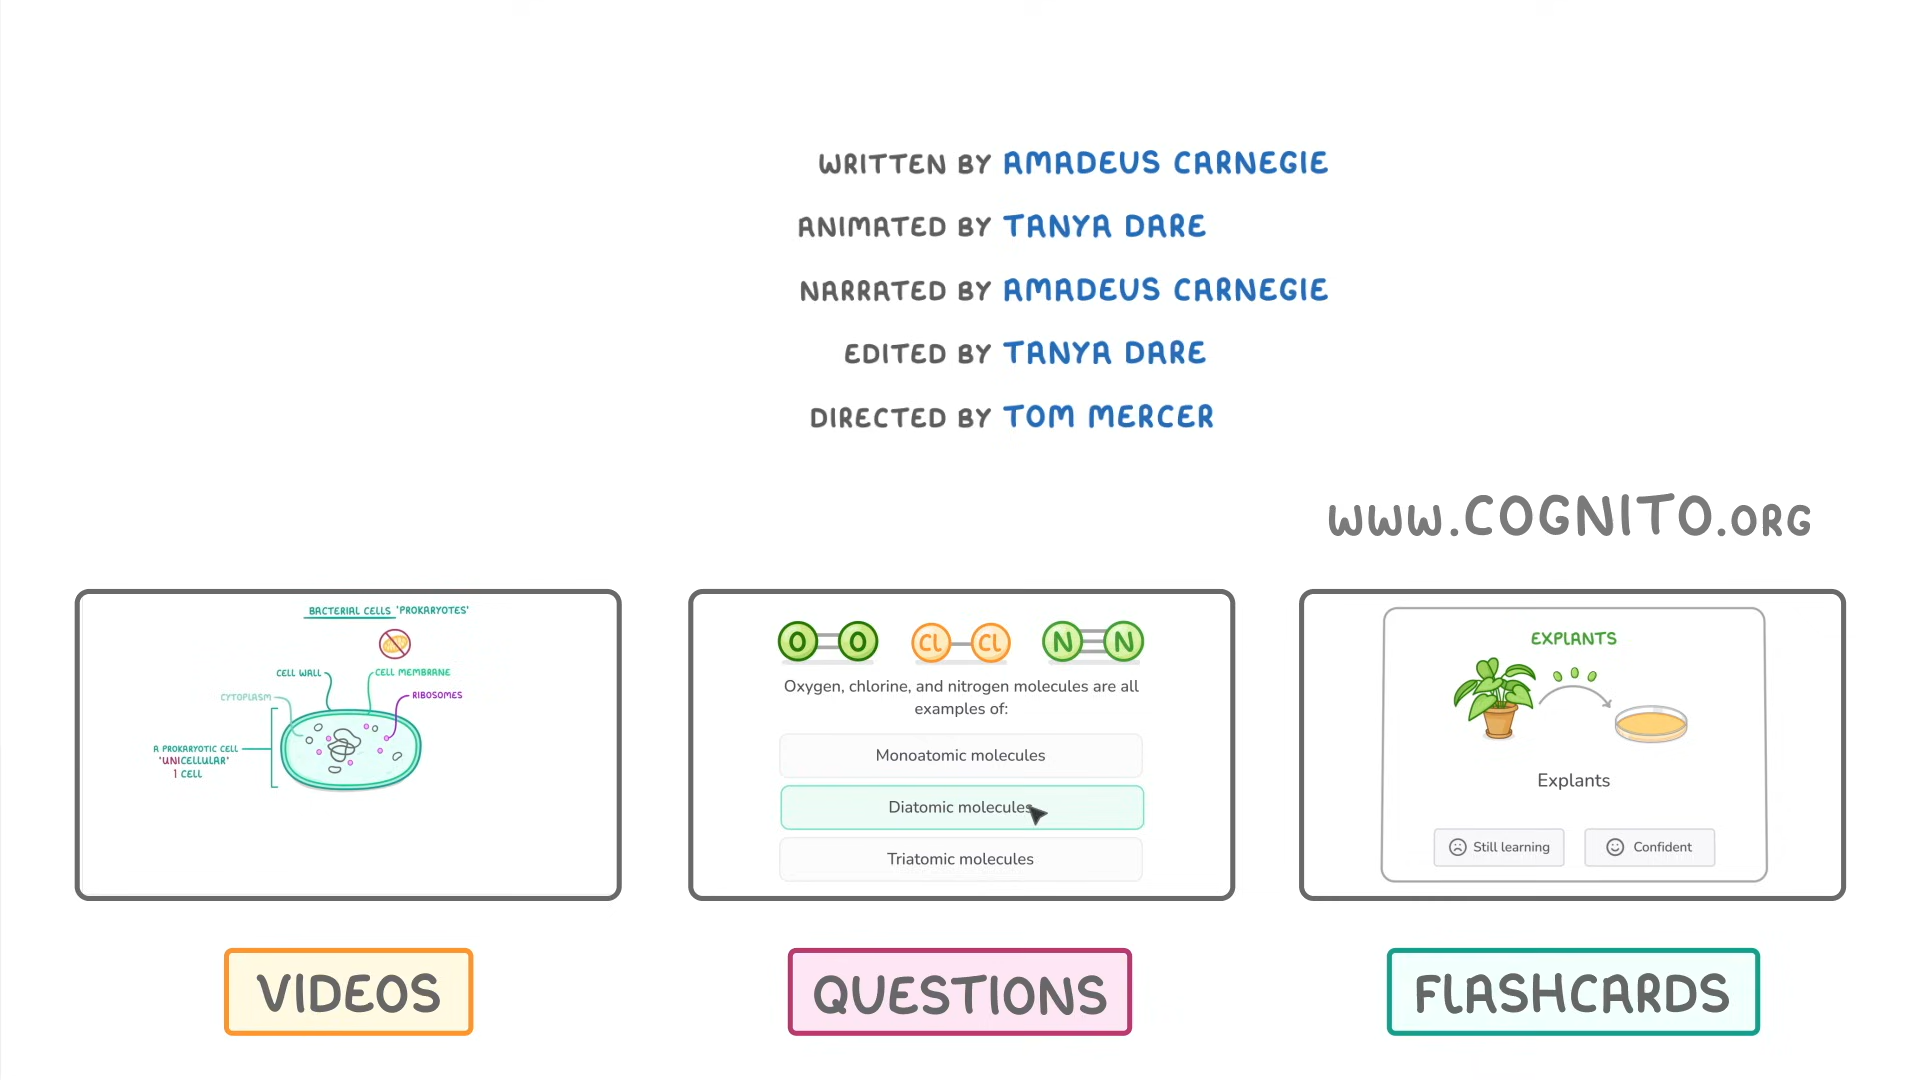 WRITTEN BY AMADEUS CARNEGIE
ANIMATED BY TANYA DARE
NARRATED BY AMADEUS CARNEGIE
EDITED BY TANYA DARE
DIRECTED BY TOM MERCER
www.COGNITO.ORG
BACTERIAL CELLS 'PROKARYOTES'
CELL WALL
CELL MEMBRANE
CYTOPLASM
RIBOSOMES
A PROKARYOTIC CELL
'UNICELLULAR'
1 CELL
O O Cl Cl N N
Oxygen, chlorine, and nitrogen molecules are all
examples of:
Monoatomic molecules
Diatomic molecules
Triatomic molecules
EXPLANTS
Explants
Still learning
Confident
VIDEOS
QUESTIONS
FLASHCARDS